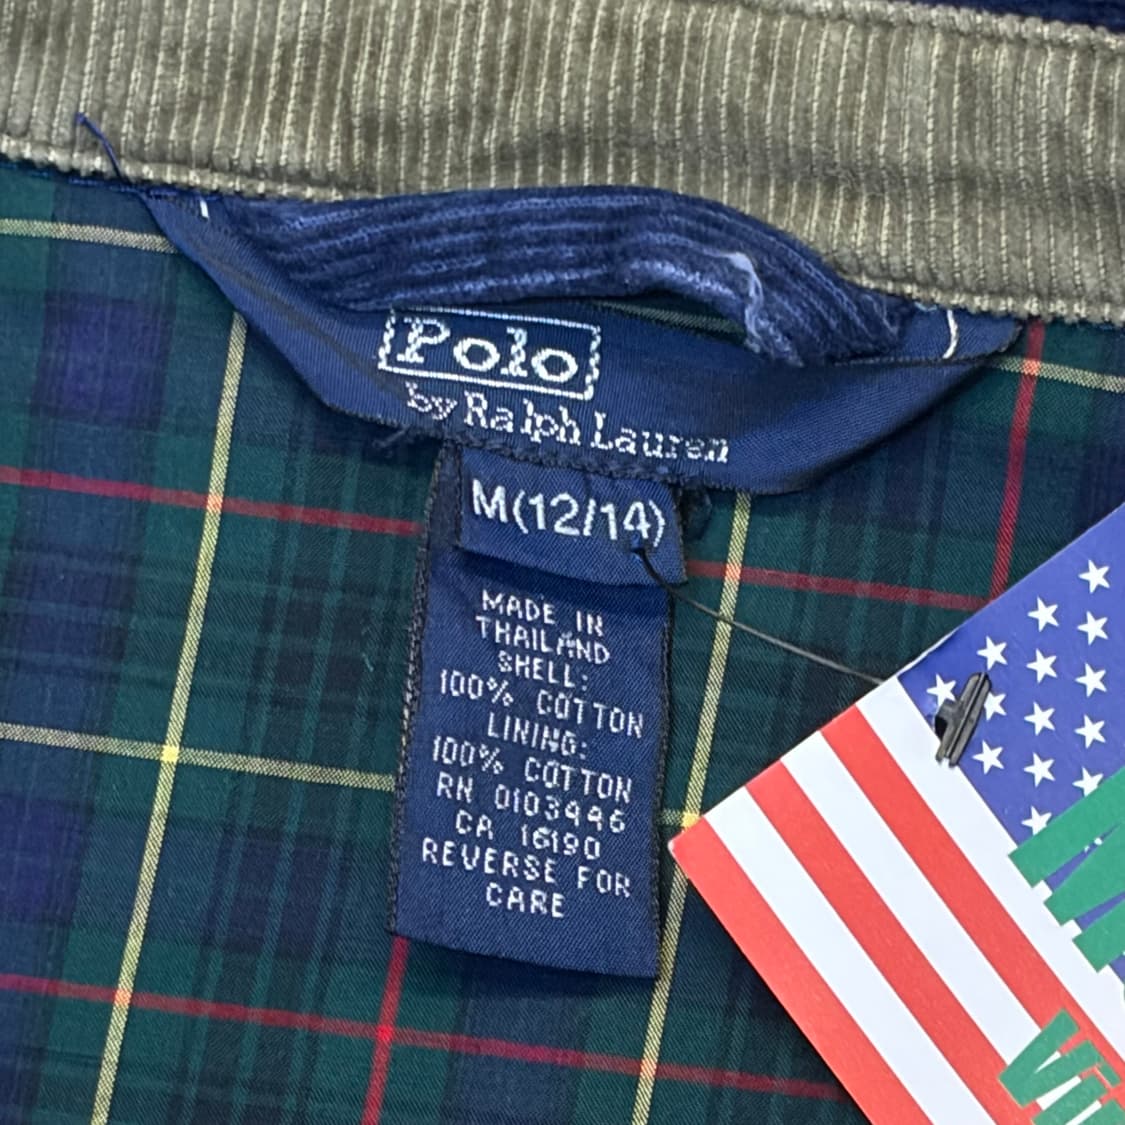 Polo
by Ralph Lauren
M(12/14)
MADE IN
THAILAND
SHELL:
100% COTTON
LINING:
100% COTTON
RN 0103446
CA 16190
REVERSE FOR
CARE